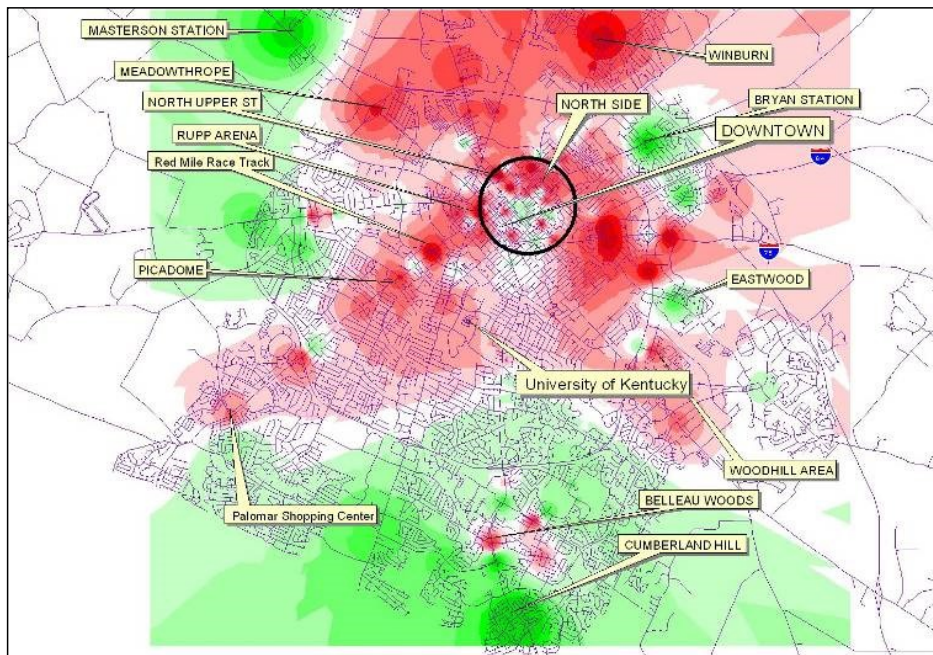 MASTERSON STATION
WINBURN
MEADOWTHROPE
NORTH UPPER ST
NORTH SIDE
BRYAN STATION
DOWNTOWN
RUPP ARENA
Red Mile Race Track
PICADOME
75
EASTWOOD
University of Kentucky
WOODHILL AREA
BELLEAU WOODS
Palomar Shopping Center
CUMBERLAND HILL